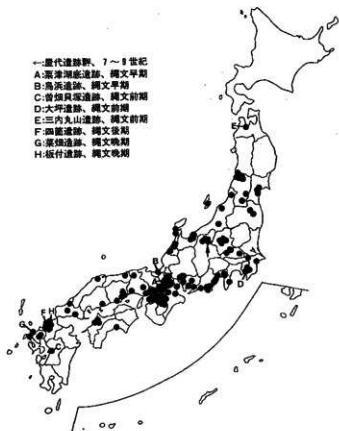 ←:屋代遺跡群、7～9世紀
A:粟津湖底遺跡、縄文早期
B:鳥浜遺跡、縄文早期
C:曽畑貝塚遺跡、縄文前期
D:大坪遺跡、縄文前期
E:三内丸山遺跡、縄文前期
F:四箇遺跡、縄文後期
G:菜畑遺跡、縄文晩期
H:板付遺跡、縄文晩期
E
B
A
D
F H
G
C